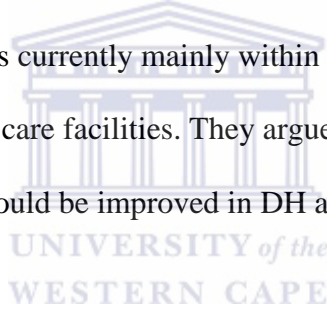 s currently mainly within
care facilities. They argue
ould be improved in DH a
UNIVERSITY of the
WESTERN CAPE